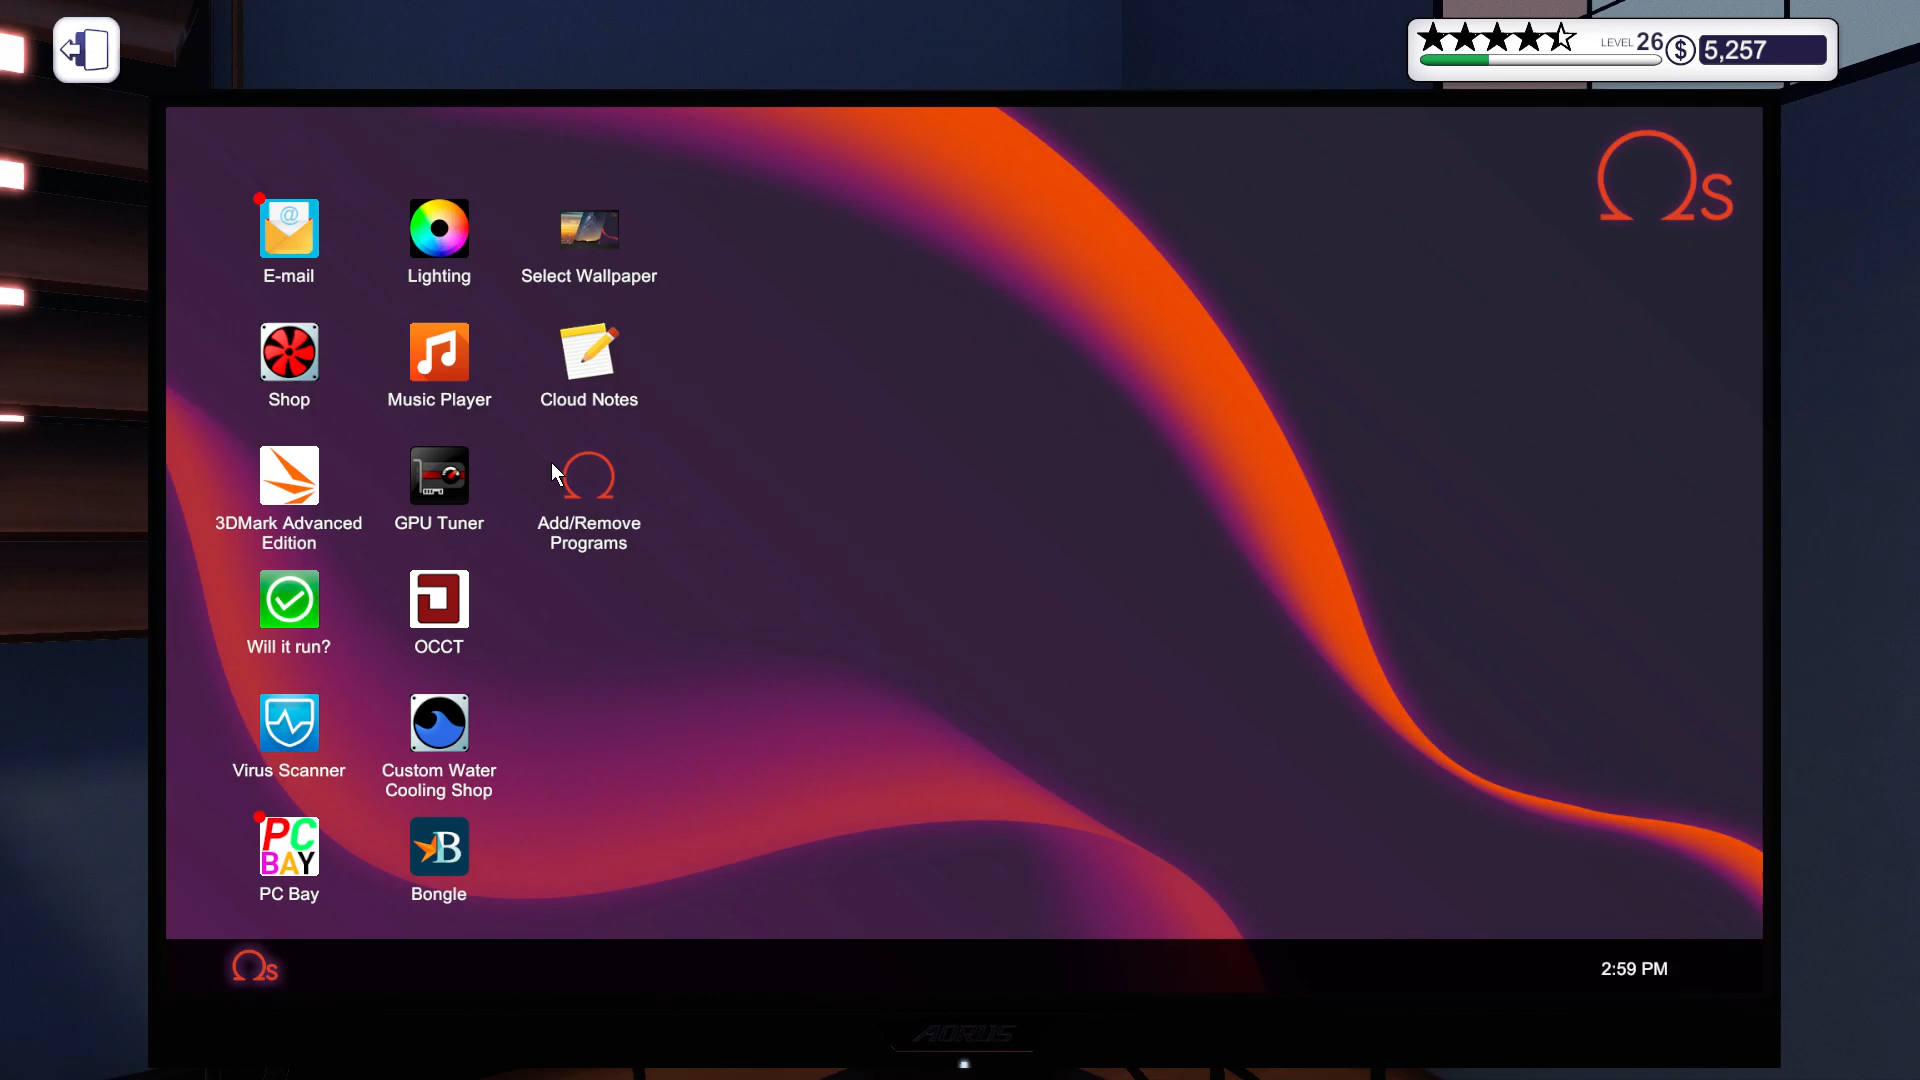 LEVEL 26
$ 5,257
Ωs
E-mail
Lighting
Select Wallpaper
Shop
Music Player
Cloud Notes
3DMark Advanced
Edition
GPU Tuner
Add/Remove
Programs
Will it run?
OCCT
Virus Scanner
Custom Water
Cooling Shop
PC
BAY
PC Bay
B
Bongle
Ωs
2:59 PM
AORUS